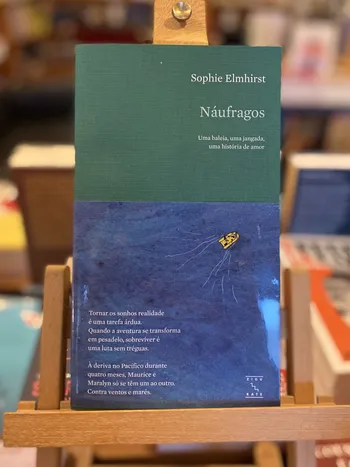 Sophie Elmhirst
Náufragos
Uma baleia, uma jangada,
uma história de amor
Tornar os sonhos realidade
é uma tarefa árdua.
Quando a aventura se transforma
em pesadelo, sobreviver é
uma luta sem tréguas.
À deriva no Pacífico durante
quatro meses, Maurice e
Maralyn só se têm um ao outro.
Contra ventos e marés.
ZIGU
RATE